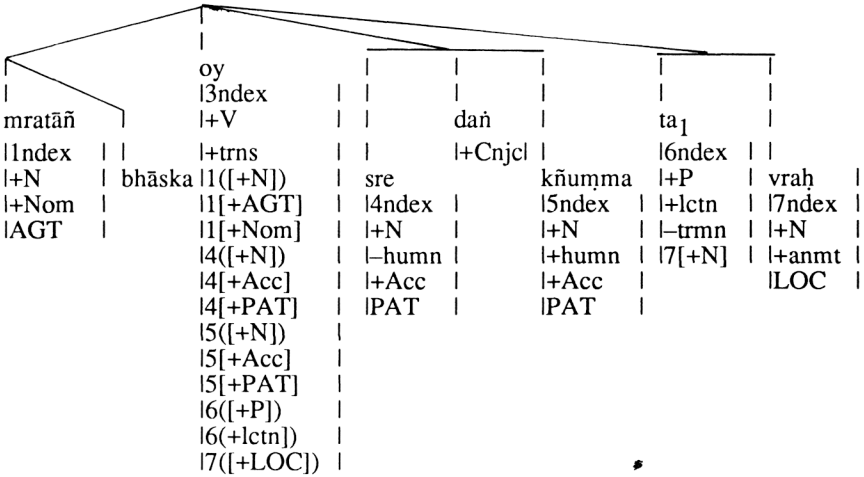 oy
|3ndex | | |
mratāñ | |+V | | | dań | ta1 |
|1ndex | | |+trns | | |+Cnjcl | |6ndex | |
|+N | bhāska |1([+N]) | sre kñuṃma |+P | vraḥ
|+Nom | |1[+AGT] | |4ndex | |5ndex | |+lctn | |7ndex |
|AGT | |1[+Nom] | |+N | |+N | |–trmn | |+N |
|4([+N]) | |–humn | |+humn | |7[+N] | |+anmt |
|4[+Acc] | |+Acc | |+Acc | |LOC |
|4[+PAT] | |PAT | |PAT |
|5([+N]) |
|5[+Acc] |
|5[+PAT] |
|6([+P]) |
|6(+lctn]) |
|7([+LOC]) |